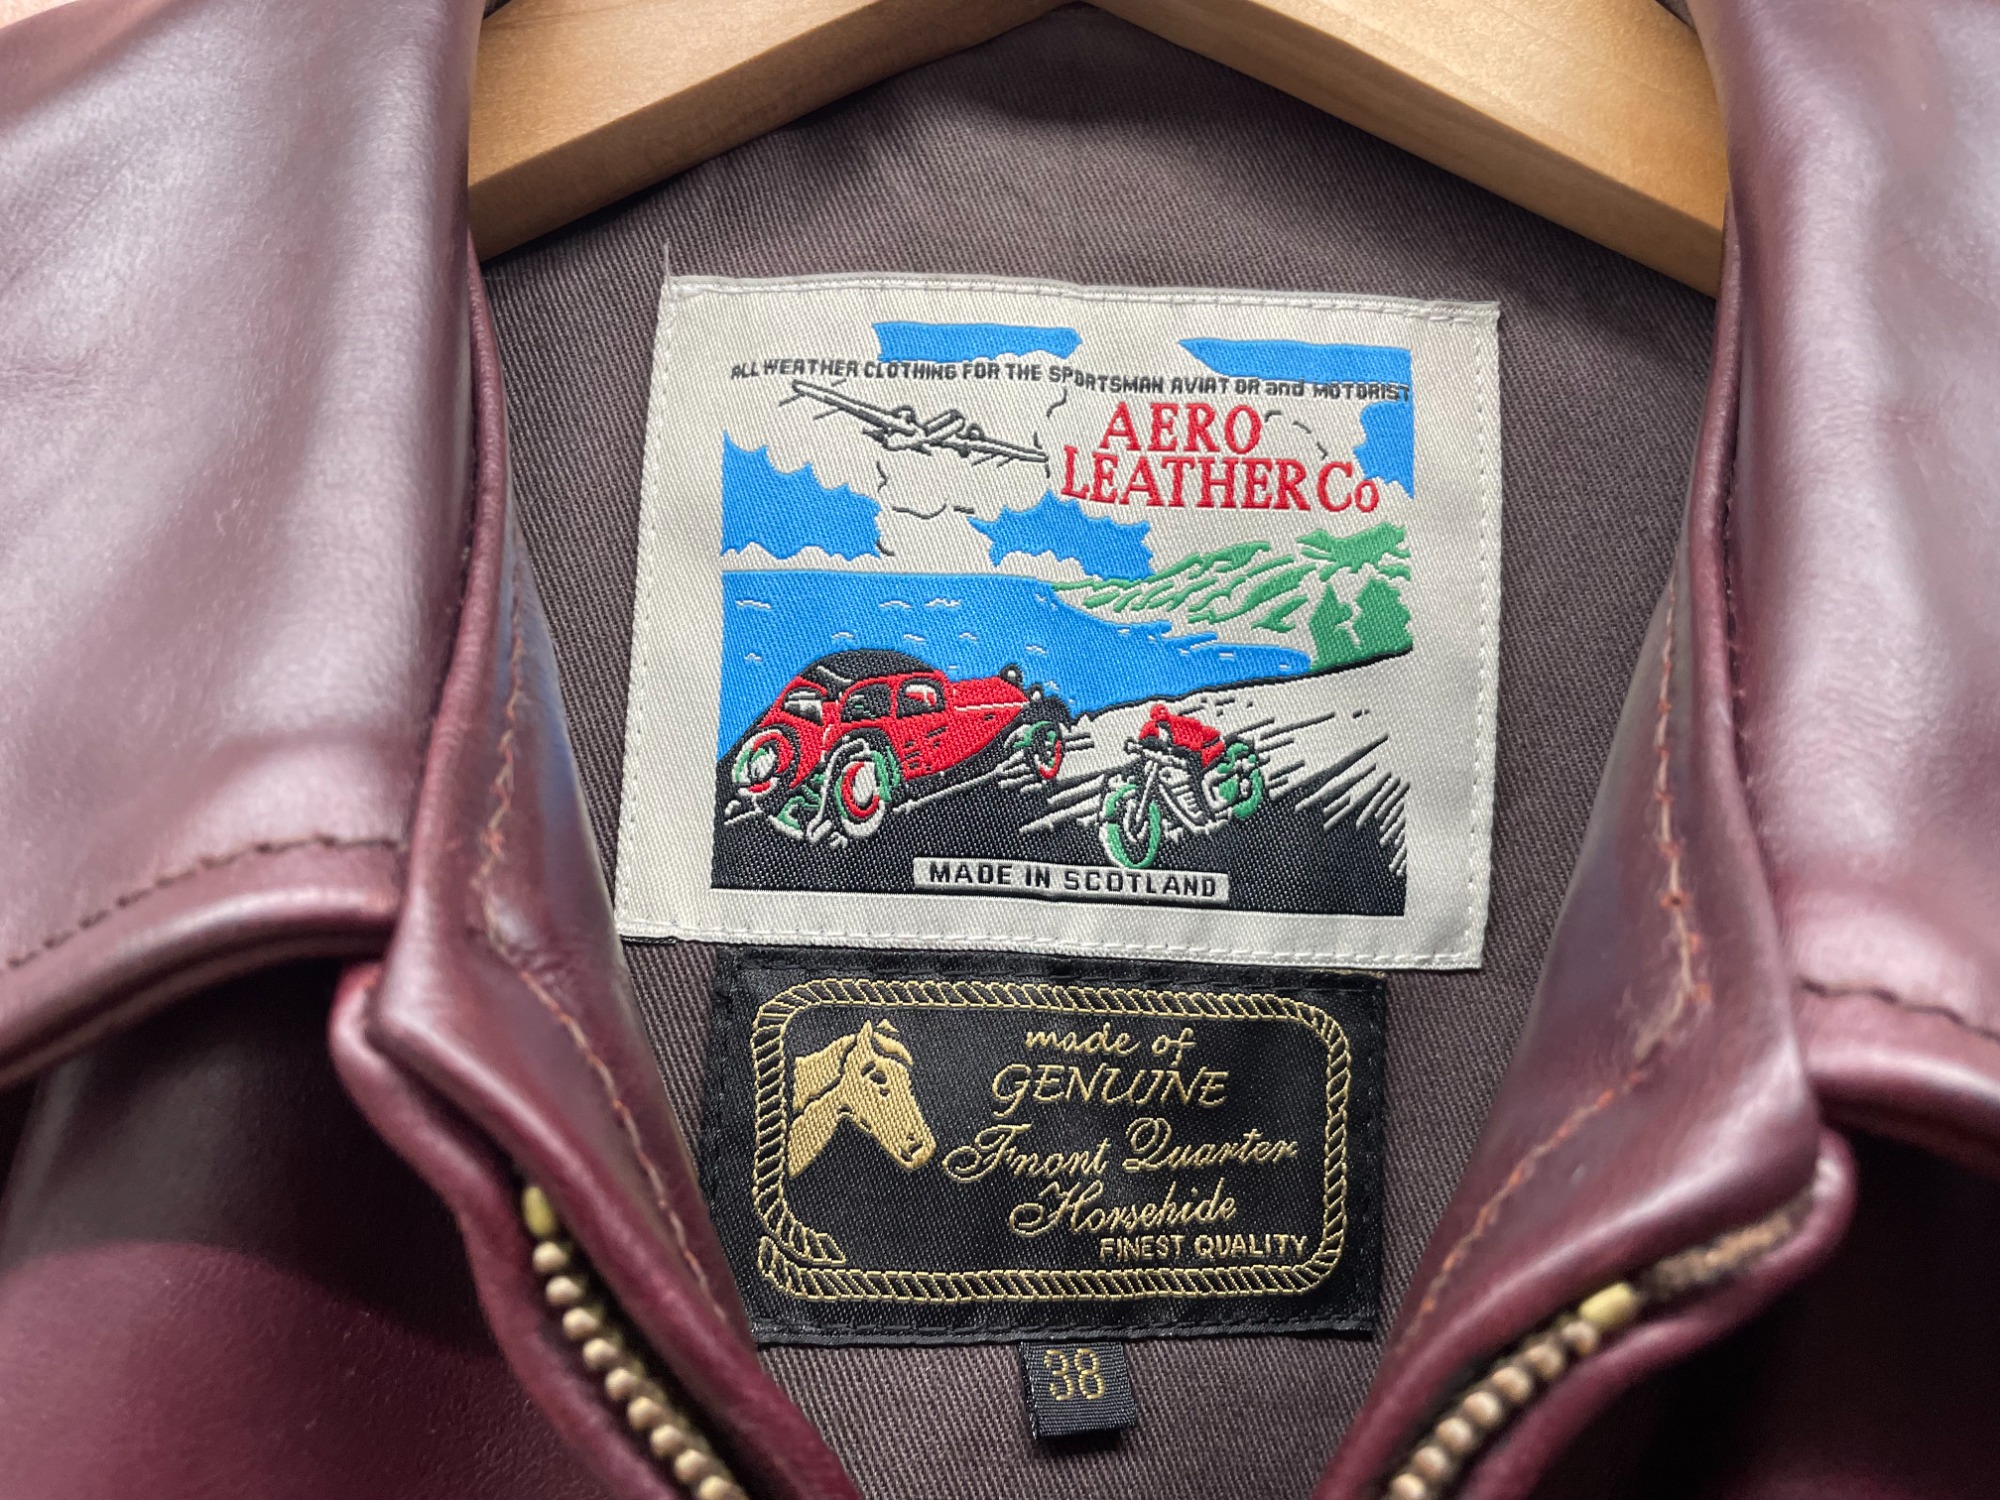 ALL WEATHER CLOTHING FOR THE SPORTSMAN AVIATOR and MOTORIST
AERO
LEATHER Co
MADE IN SCOTLAND
made of
GENUINE
Front Quarter
Horsehide
FINEST QUALITY
38